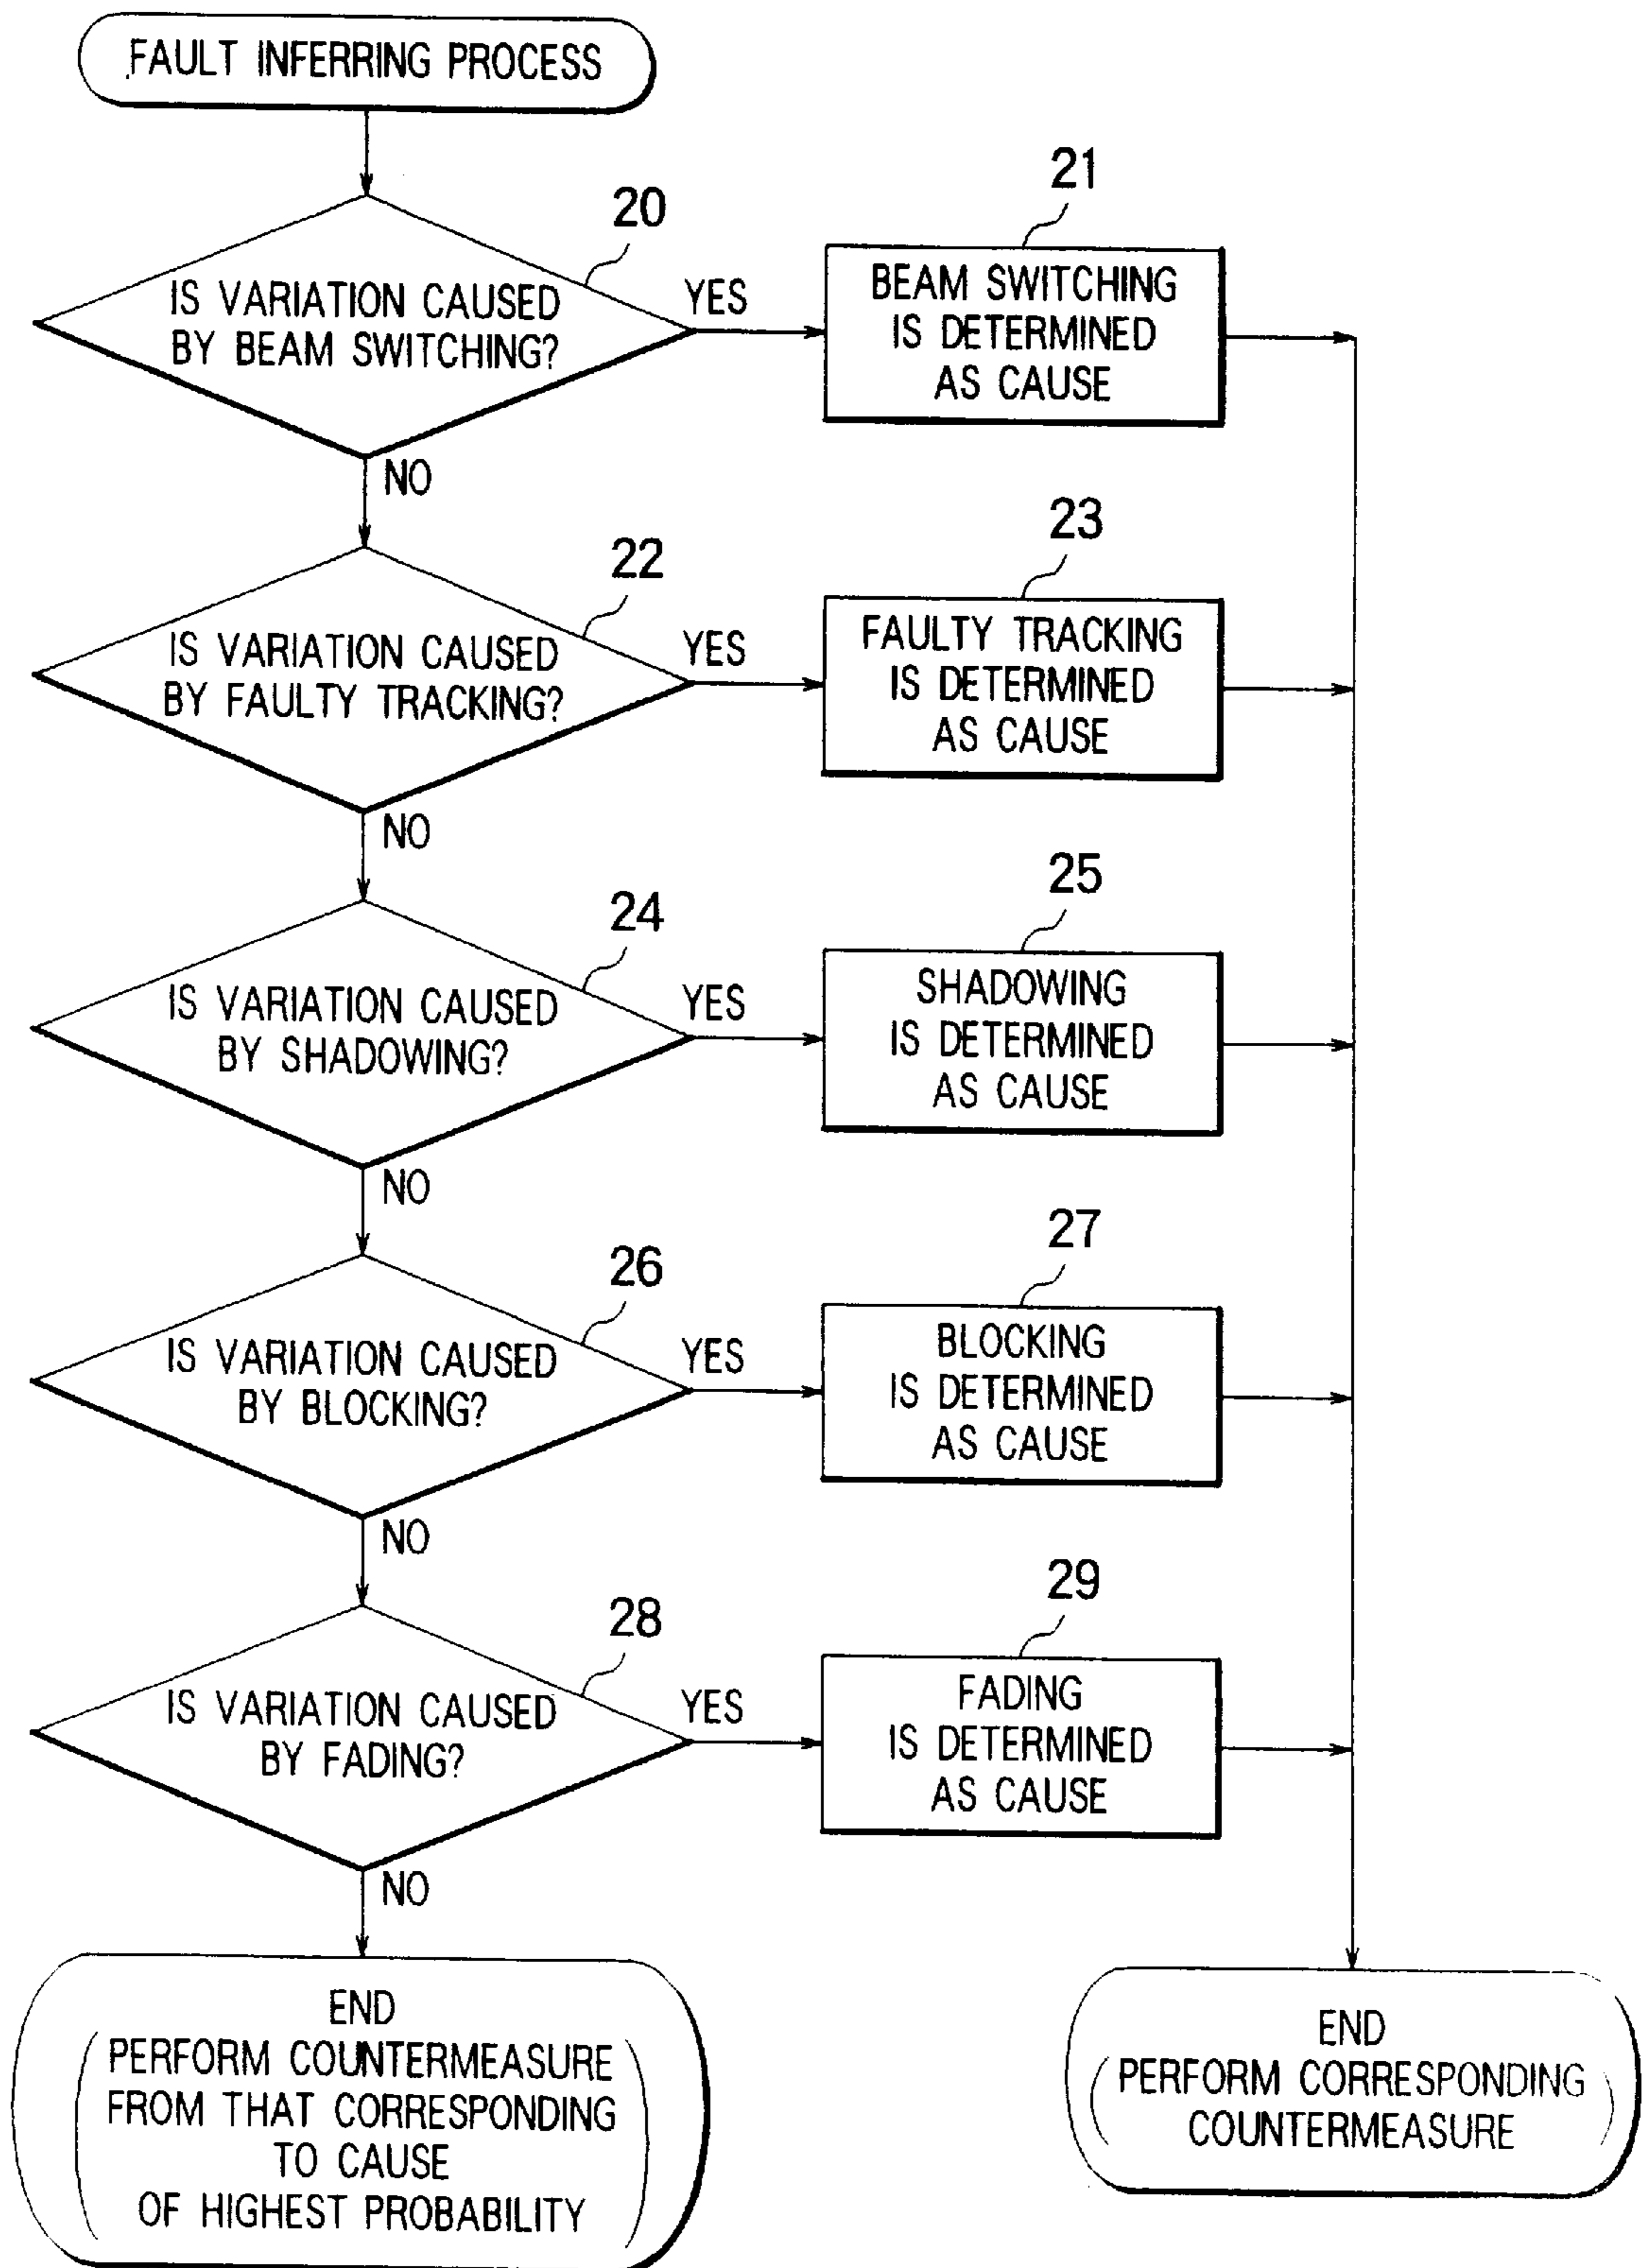 FAULT INFERRING PROCESS
20
IS VARIATION CAUSED
BY BEAM SWITCHING?
YES
21
BEAM SWITCHING
IS DETERMINED
AS CAUSE
NO
22
IS VARIATION CAUSED
BY FAULTY TRACKING?
YES
23
FAULTY TRACKING
IS DETERMINED
AS CAUSE
NO
24
IS VARIATION CAUSED
BY SHADOWING?
YES
25
SHADOWING
IS DETERMINED
AS CAUSE
NO
26
IS VARIATION CAUSED
BY BLOCKING?
YES
27
BLOCKING
IS DETERMINED
AS CAUSE
NO
28
IS VARIATION CAUSED
BY FADING?
YES
29
FADING
IS DETERMINED
AS CAUSE
NO
END
PERFORM COUNTERMEASURE
FROM THAT CORRESPONDING
TO CAUSE
OF HIGHEST PROBABILITY
END
PERFORM CORRESPONDING
COUNTERMEASURE